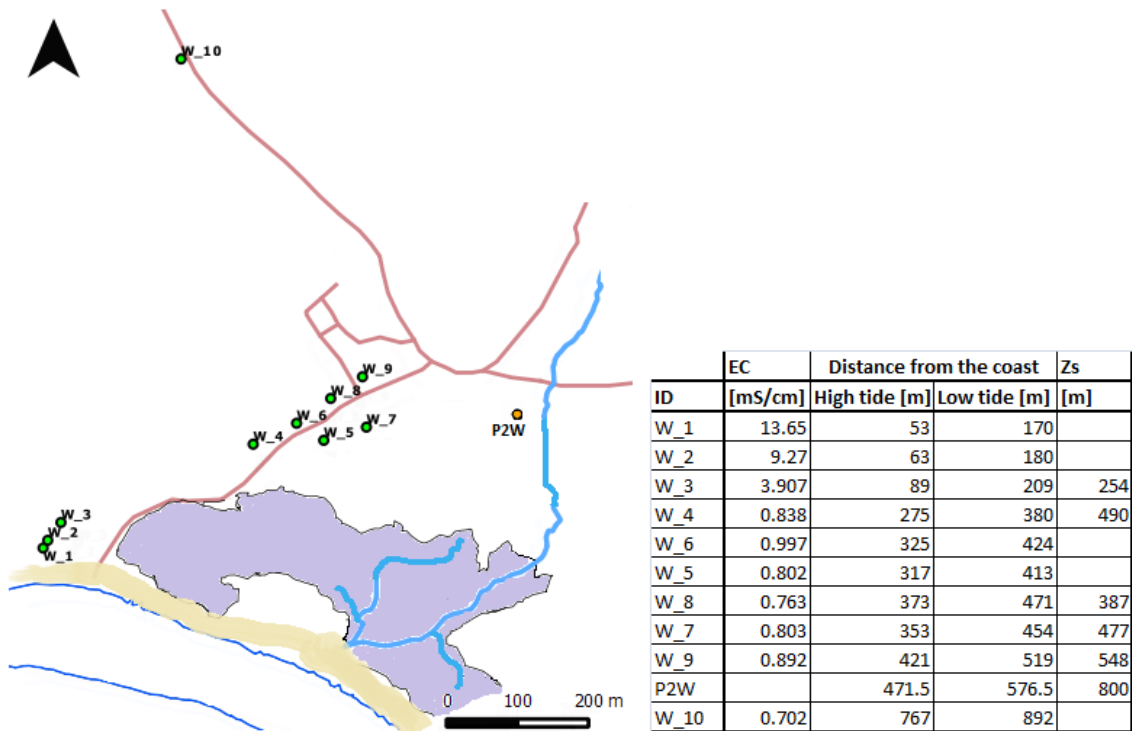 W_10
W_9
W_8
W_6
W_7
W_5
W_4
P2W
W_3
W_2
W_1
0 100 200 m
EC Distance from the coast Zs
ID [mS/cm] High tide [m] Low tide [m] [m]
W_1 13.65 53 170
W_2 9.27 63 180
W_3 3.907 89 209 254
W_4 0.838 275 380 490
W_6 0.997 325 424
W_5 0.802 317 413
W_8 0.763 373 471 387
W_7 0.803 353 454 477
W_9 0.892 421 519 548
P2W 471.5 576.5 800
W_10 0.702 767 892